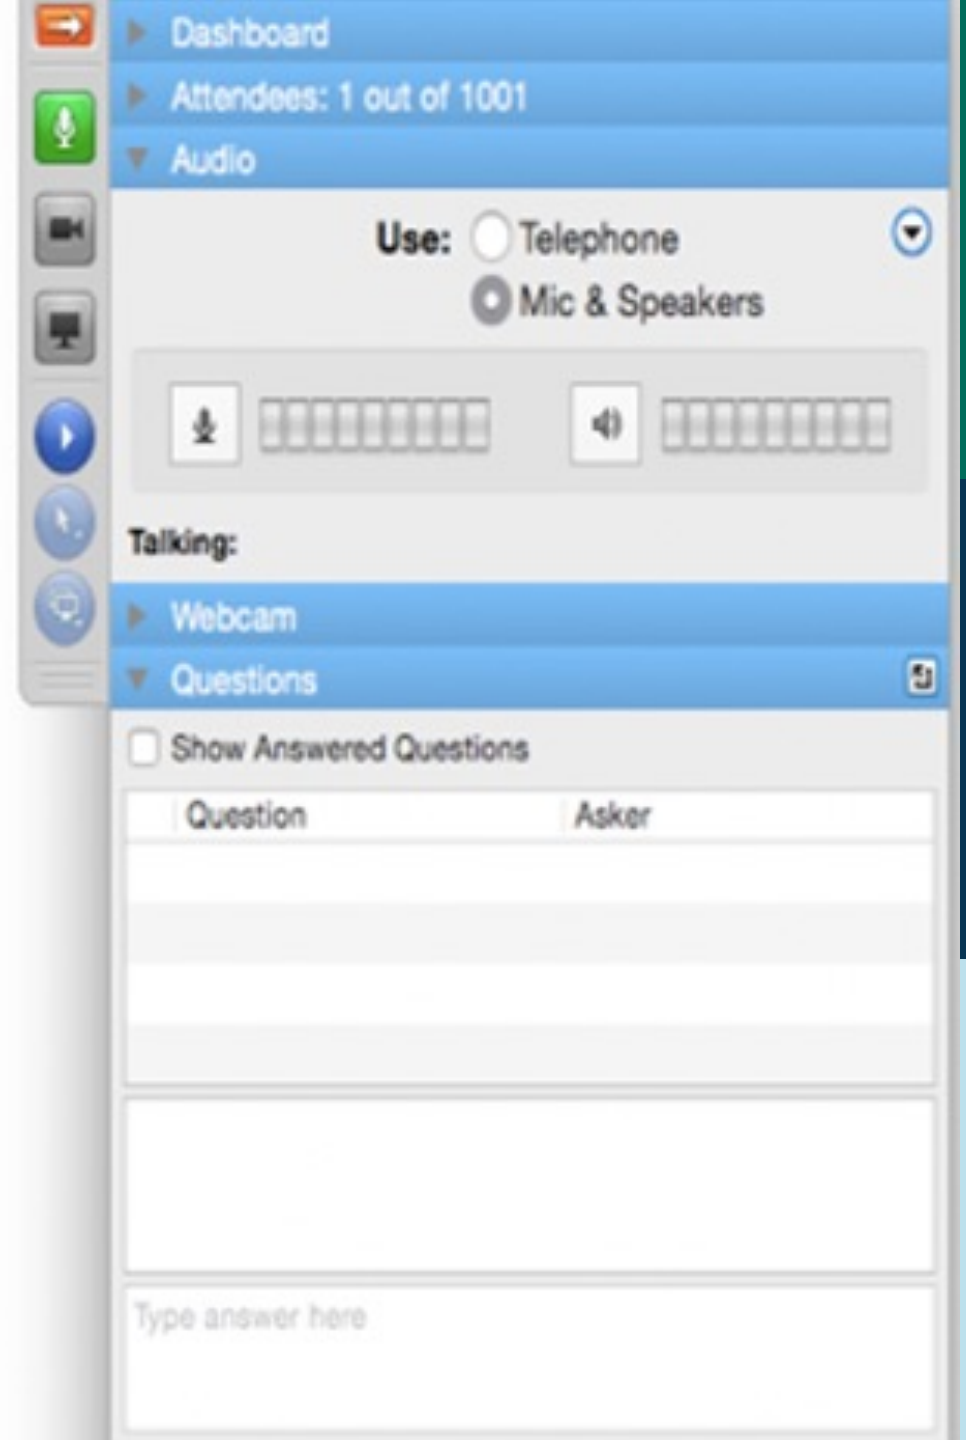 Dashboard
Attendees: 1 out of 1001
Audio
Use: Telephone
Mic & Speakers
Talking:
Webcam
Questions
Show Answered Questions
Question Asker
Type answer here